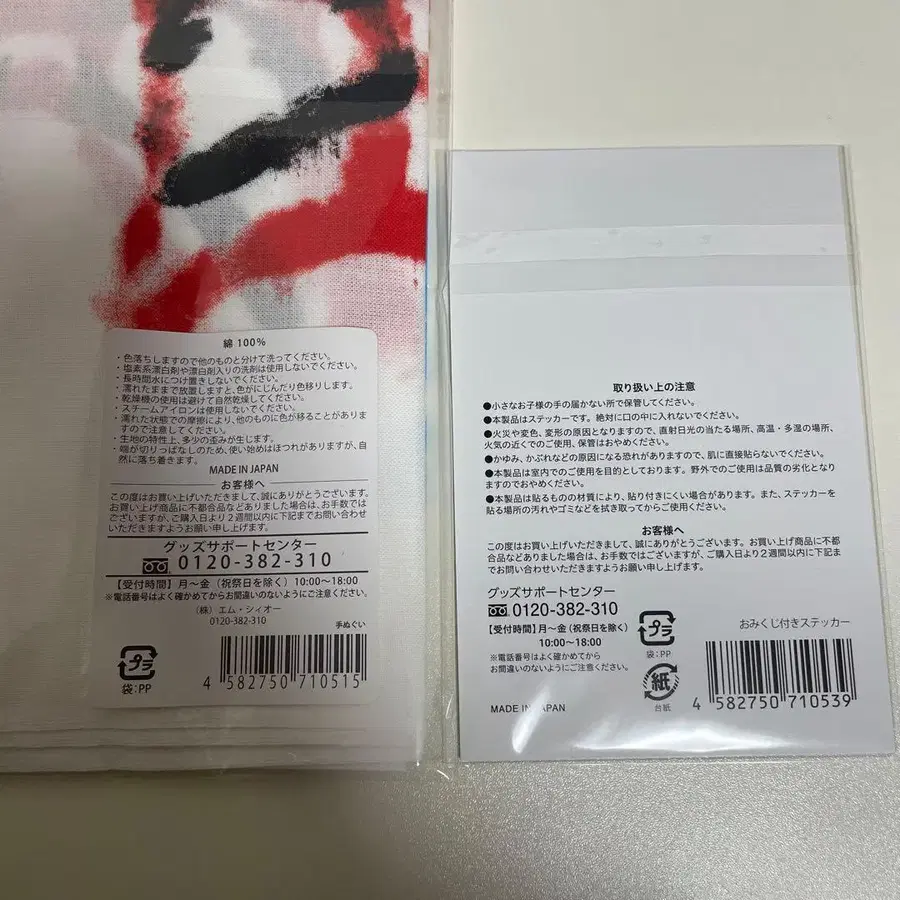 綿 100%
・色落ちしますので他のものと分けて洗ってください。
・塩素系漂白剤や漂白剤入りの洗剤は使用しないでください。
・長時間水につけ置きしないでください。
・濡れたままで放置しますと、色がにじんだり色移りします。
・乾燥機の使用は避けて自然乾燥してください。
・スチームアイロンは使用しないでください。
・濡れた状態での摩擦により、他のものに色が移ることがありま
すので注意してください。
・生地の特性上、多少の歪みが生じます。
・端が切りっぱなしのため、使い始めはほつれがありますが、自
然に落ち着きます。
MADE IN JAPAN
お客様へ
この度はお買い上げいただきまして、誠にありがとうございます。
お買い上げ商品に不都合品などありました場合は、お手数では
ございますが、ご購入日より2週間以内に下記までお問い合わせ
いただきますようお願い申し上げます。
グッズサポートセンター
0120-382-310
【受付時間】月〜金（祝祭日を除く）10:00〜18:00
※電話番号はよく確かめてからお間違いのないようにご注意ください。
（株）エム・シィオー
0120-382-310
手ぬぐい
プラ
袋:PP
4 582750 710515
取り扱い上の注意
●小さなお子様の手の届かない所で保管してください。
●本製品はステッカーです。絶対に口の中に入れないでください。
●火災や変色、変形の原因となりますので、直射日光の当たる場所、高温・多湿の場所、
火気の近くでのご使用、保管はおやめください。
●かゆみ、かぶれなどの原因になる恐れがありますので、肌に直接貼らないでください。
●本製品は室内でのご使用を目的としております。野外でのご使用は品質の劣化となり
ますのでおやめください。
●本製品は貼るものの材質により、貼り付きにくい場合があります。また、ステッカーを
貼る場所の汚れやゴミなどを拭き取ってからご使用ください。
お客様へ
この度はお買い上げいただきまして、誠にありがとうございます。お買い上げ商品に不都
合品などありました場合は、お手数ではございますが、ご購入日より2週間以内に下記ま
でお問い合わせいただきますようお願い申し上げます。
グッズサポートセンター
0120-382-310
【受付時間】月〜金（祝祭日を除く）
10:00〜18:00
※電話番号はよく確かめてから
お間違いのないようにご注意ください。
MADE IN JAPAN
プラ
袋:PP
紙
台紙
おみくじ付きステッカー
4 582750 710539